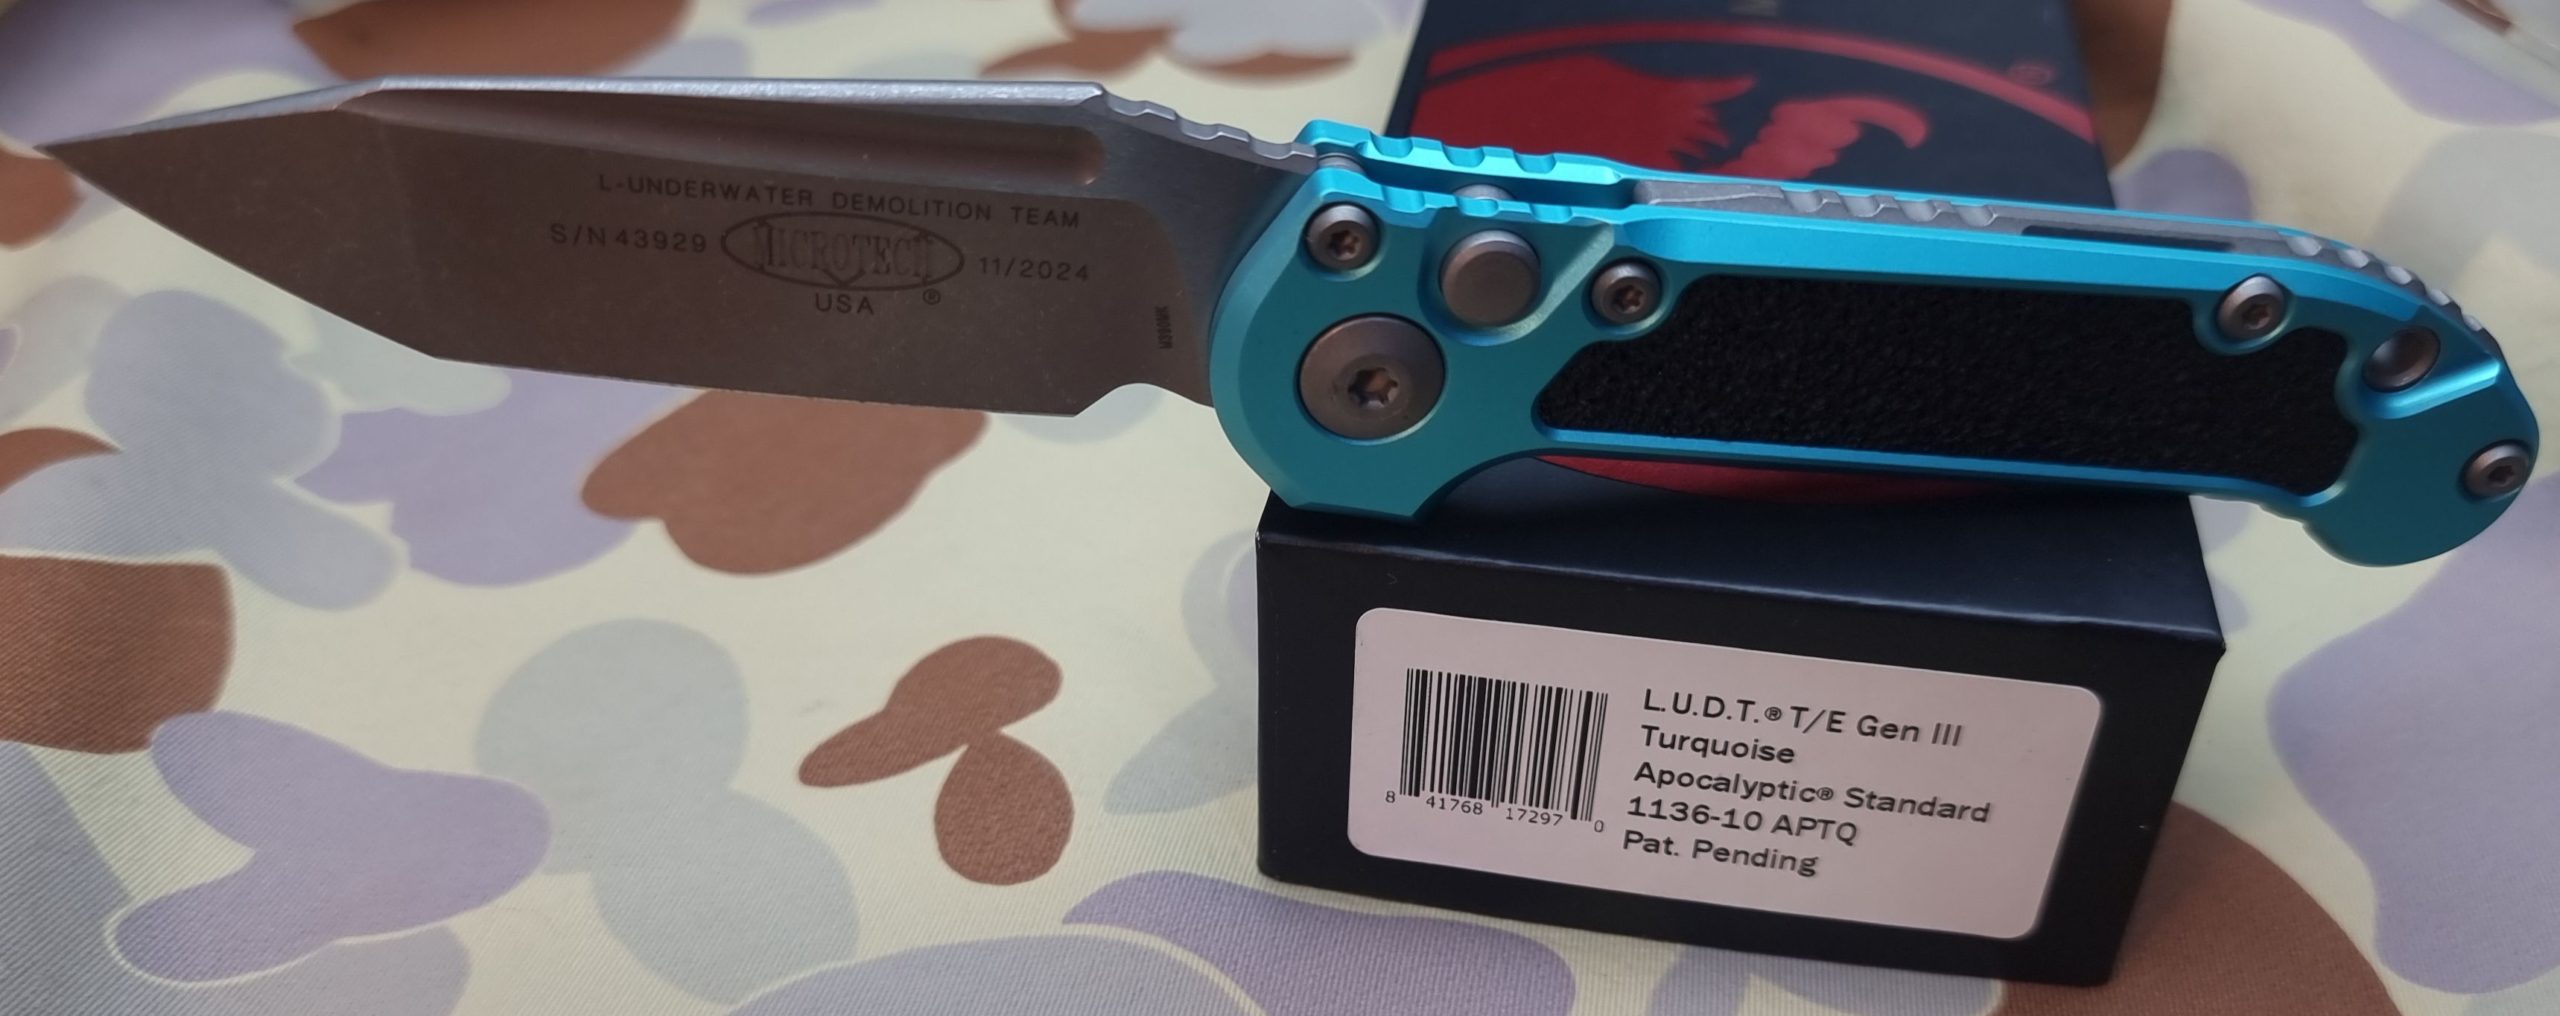 L-UNDERWATER DEMOLITION TEAM
S/N 43929 MICROTECH® 11/2024
USA
M390MK
L.U.D.T.® T/E Gen III
Turquoise
Apocalyptic® Standard
1136-10 APTQ
Pat. Pending
8 41768 17297 0